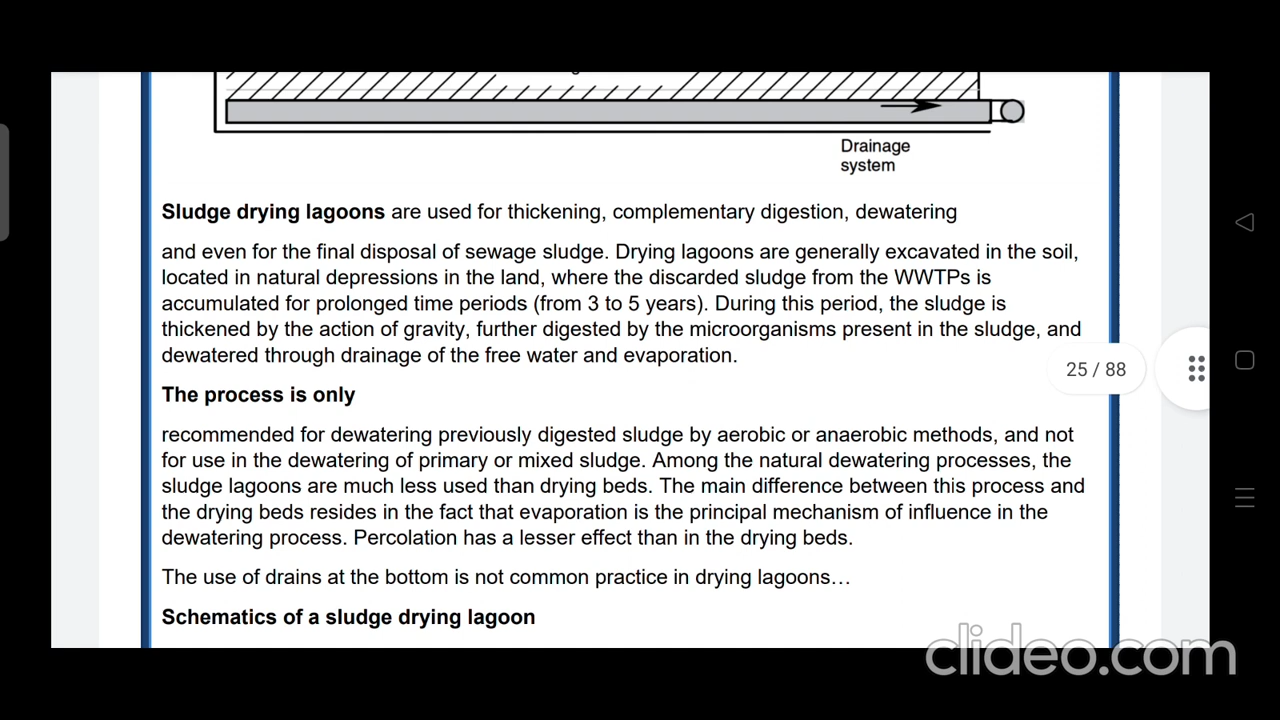 Drainage
system
Sludge drying lagoons are used for thickening, complementary digestion, dewatering
and even for the final disposal of sewage sludge. Drying lagoons are generally excavated in the soil,
located in natural depressions in the land, where the discarded sludge from the WWTPs is
accumulated for prolonged time periods (from 3 to 5 years). During this period, the sludge is
thickened by the action of gravity, further digested by the microorganisms present in the sludge, and
dewatered through drainage of the free water and evaporation.
25 / 88
The process is only
recommended for dewatering previously digested sludge by aerobic or anaerobic methods, and not
for use in the dewatering of primary or mixed sludge. Among the natural dewatering processes, the
sludge lagoons are much less used than drying beds. The main difference between this process and
the drying beds resides in the fact that evaporation is the principal mechanism of influence in the
dewatering process. Percolation has a lesser effect than in the drying beds.
The use of drains at the bottom is not common practice in drying lagoons…
Schematics of a sludge drying lagoon
clideo.com